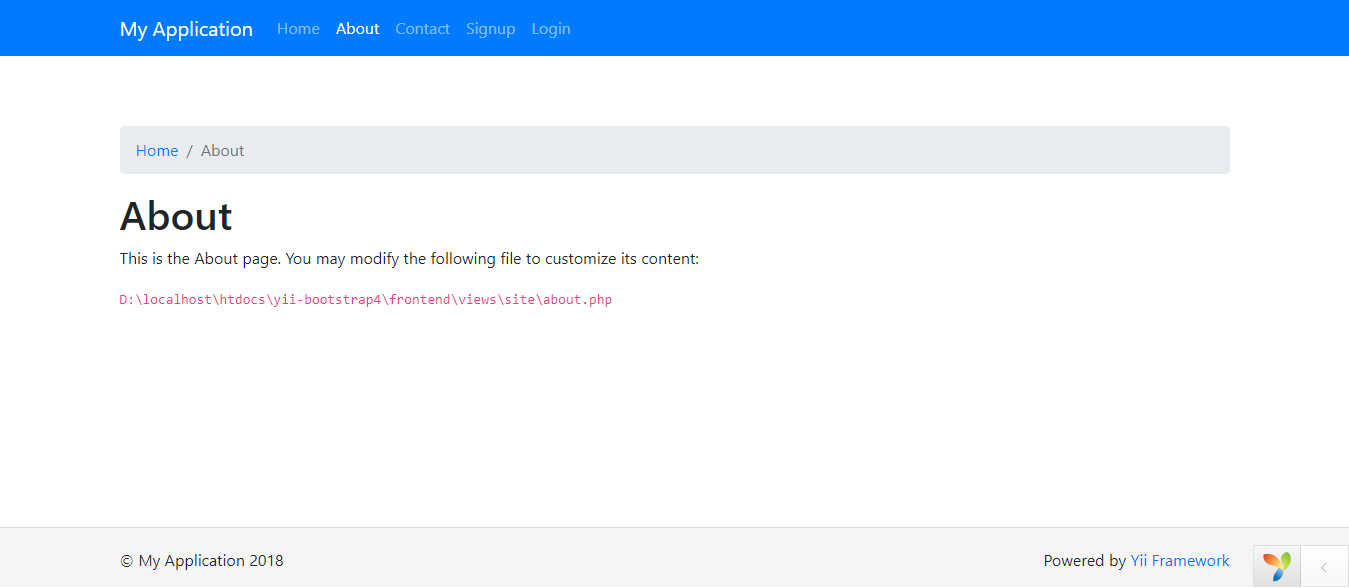 My Application Home About Contact Signup Login
Home / About
About
This is the About page. You may modify the following file to customize its content:
D:\localhost\htdocs\yii-bootstrap4\frontend\views\site\about.php
© My Application 2018 Powered by Yii Framework